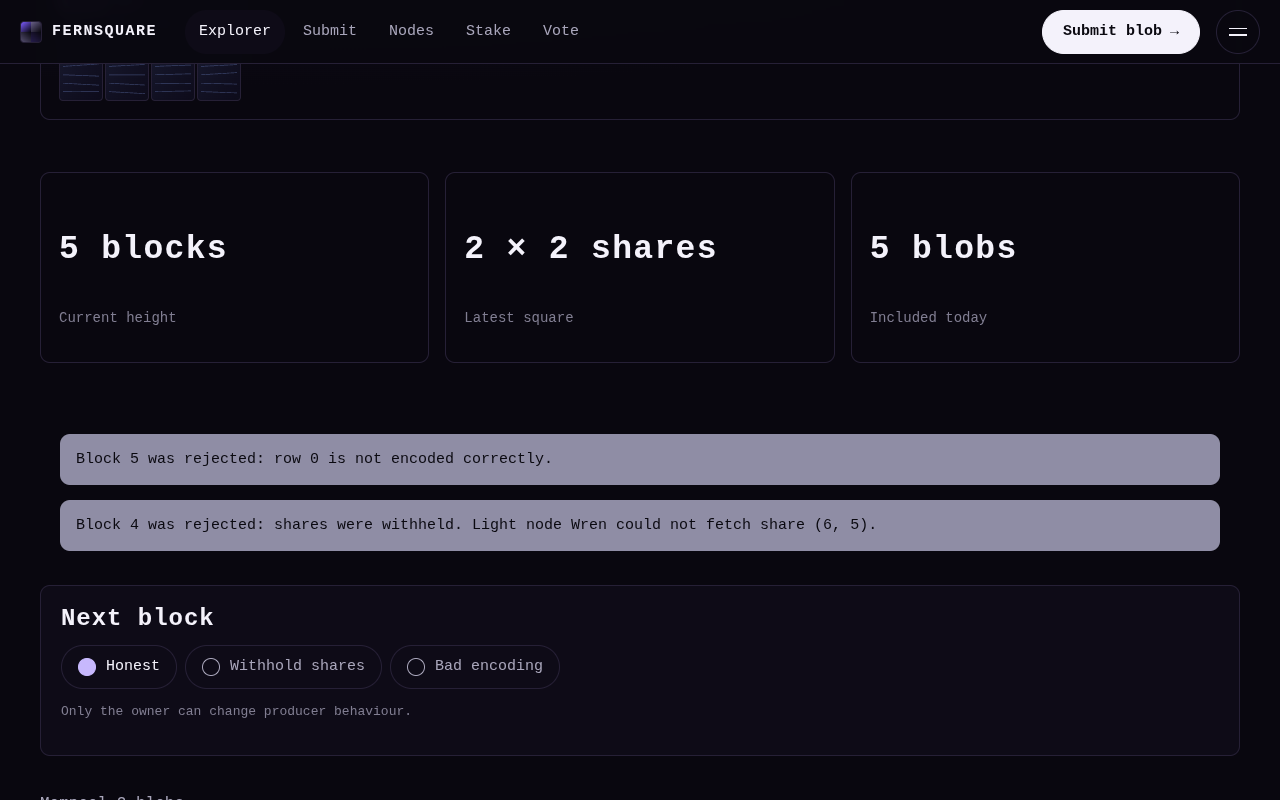 FERNSQUARE Explorer Submit Nodes Stake Vote Submit blob →
5 blocks 2 × 2 shares 5 blobs
Current height Latest square Included today
Block 5 was rejected: row 0 is not encoded correctly.
Block 4 was rejected: shares were withheld. Light node Wren could not fetch share (6, 5).
Next block
Honest Withhold shares Bad encoding
Only the owner can change producer behaviour.